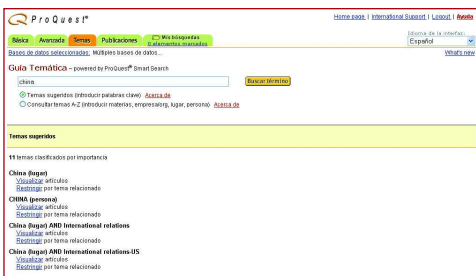 ProQuest®
Home page | International Support | Logout | Ayuda
Básica Avanzada Temas Publicaciones Mis búsquedas
0 elementos marcados
Idioma de la interfaz:
Español
Bases de datos seleccionadas: Múltiples bases de datos...
What's new
Guía Temática – powered by ProQuest® Smart Search
china
Buscar término
Temas sugeridos (introducir palabras clave) Acerca de
Consultar temas A-Z (introducir materias, empresa/org, lugar, persona) Acerca de
Temas sugeridos
11 temas clasificados por importancia
China (lugar)
Visualizar artículos
Restringir por tema relacionado
CHINA (persona)
Visualizar artículos
Restringir por tema relacionado
China (lugar) AND International relations
Visualizar artículos
Restringir por tema relacionado
China (lugar) AND International relations-US
Visualizar artículos
Restringir por tema relacionado